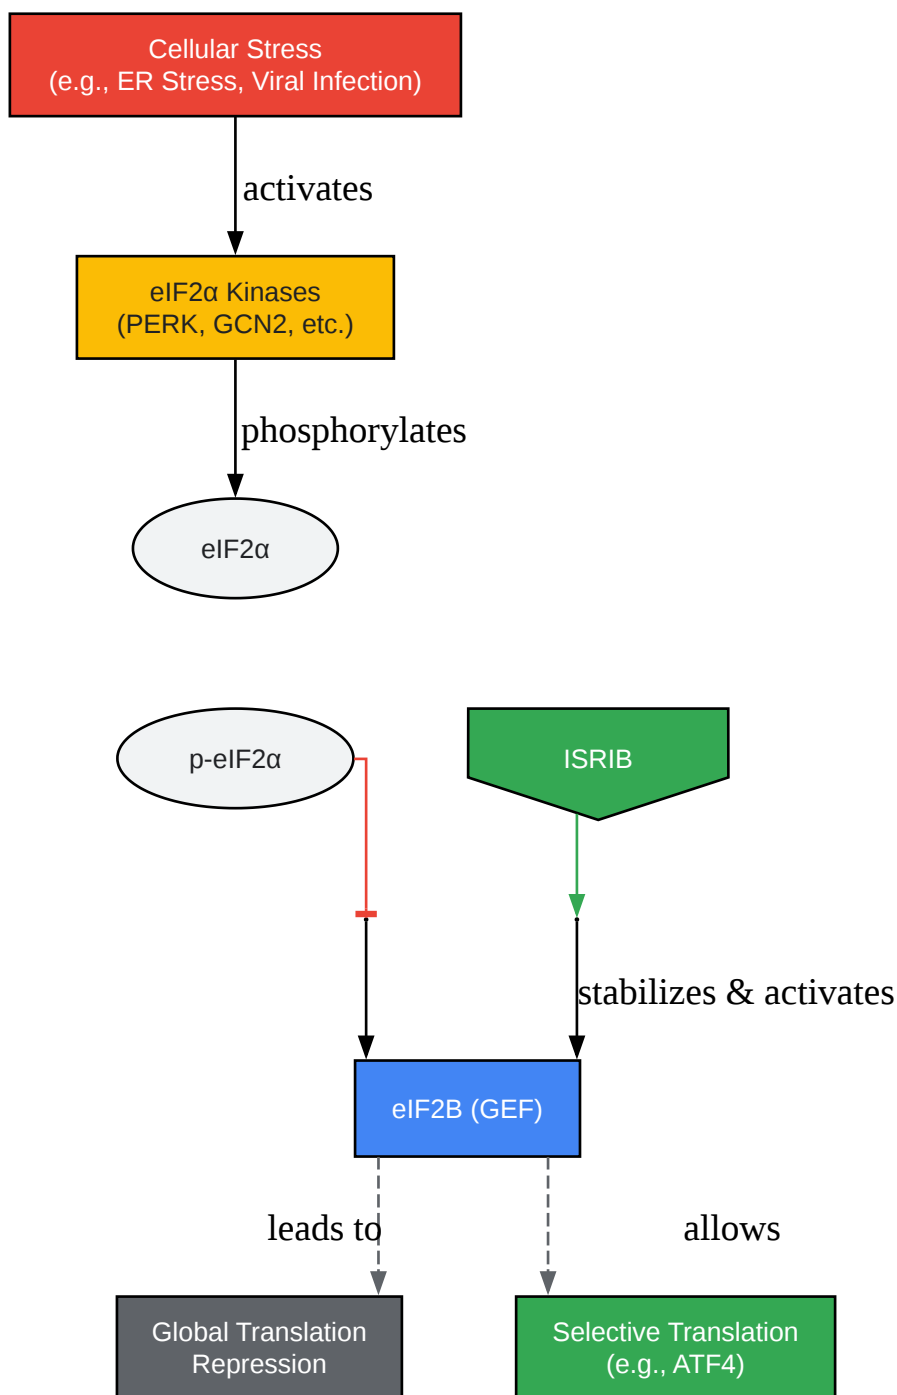 Cellular Stress
(e.g., ER Stress, Viral Infection)
activates
eIF2α Kinases
(PERK, GCN2, etc.)
phosphorylates
eIF2α
p-eIF2α
ISRIB
stabilizes & activates
eIF2B (GEF)
leads to
allows
Global Translation
Repression
Selective Translation
(e.g., ATF4)